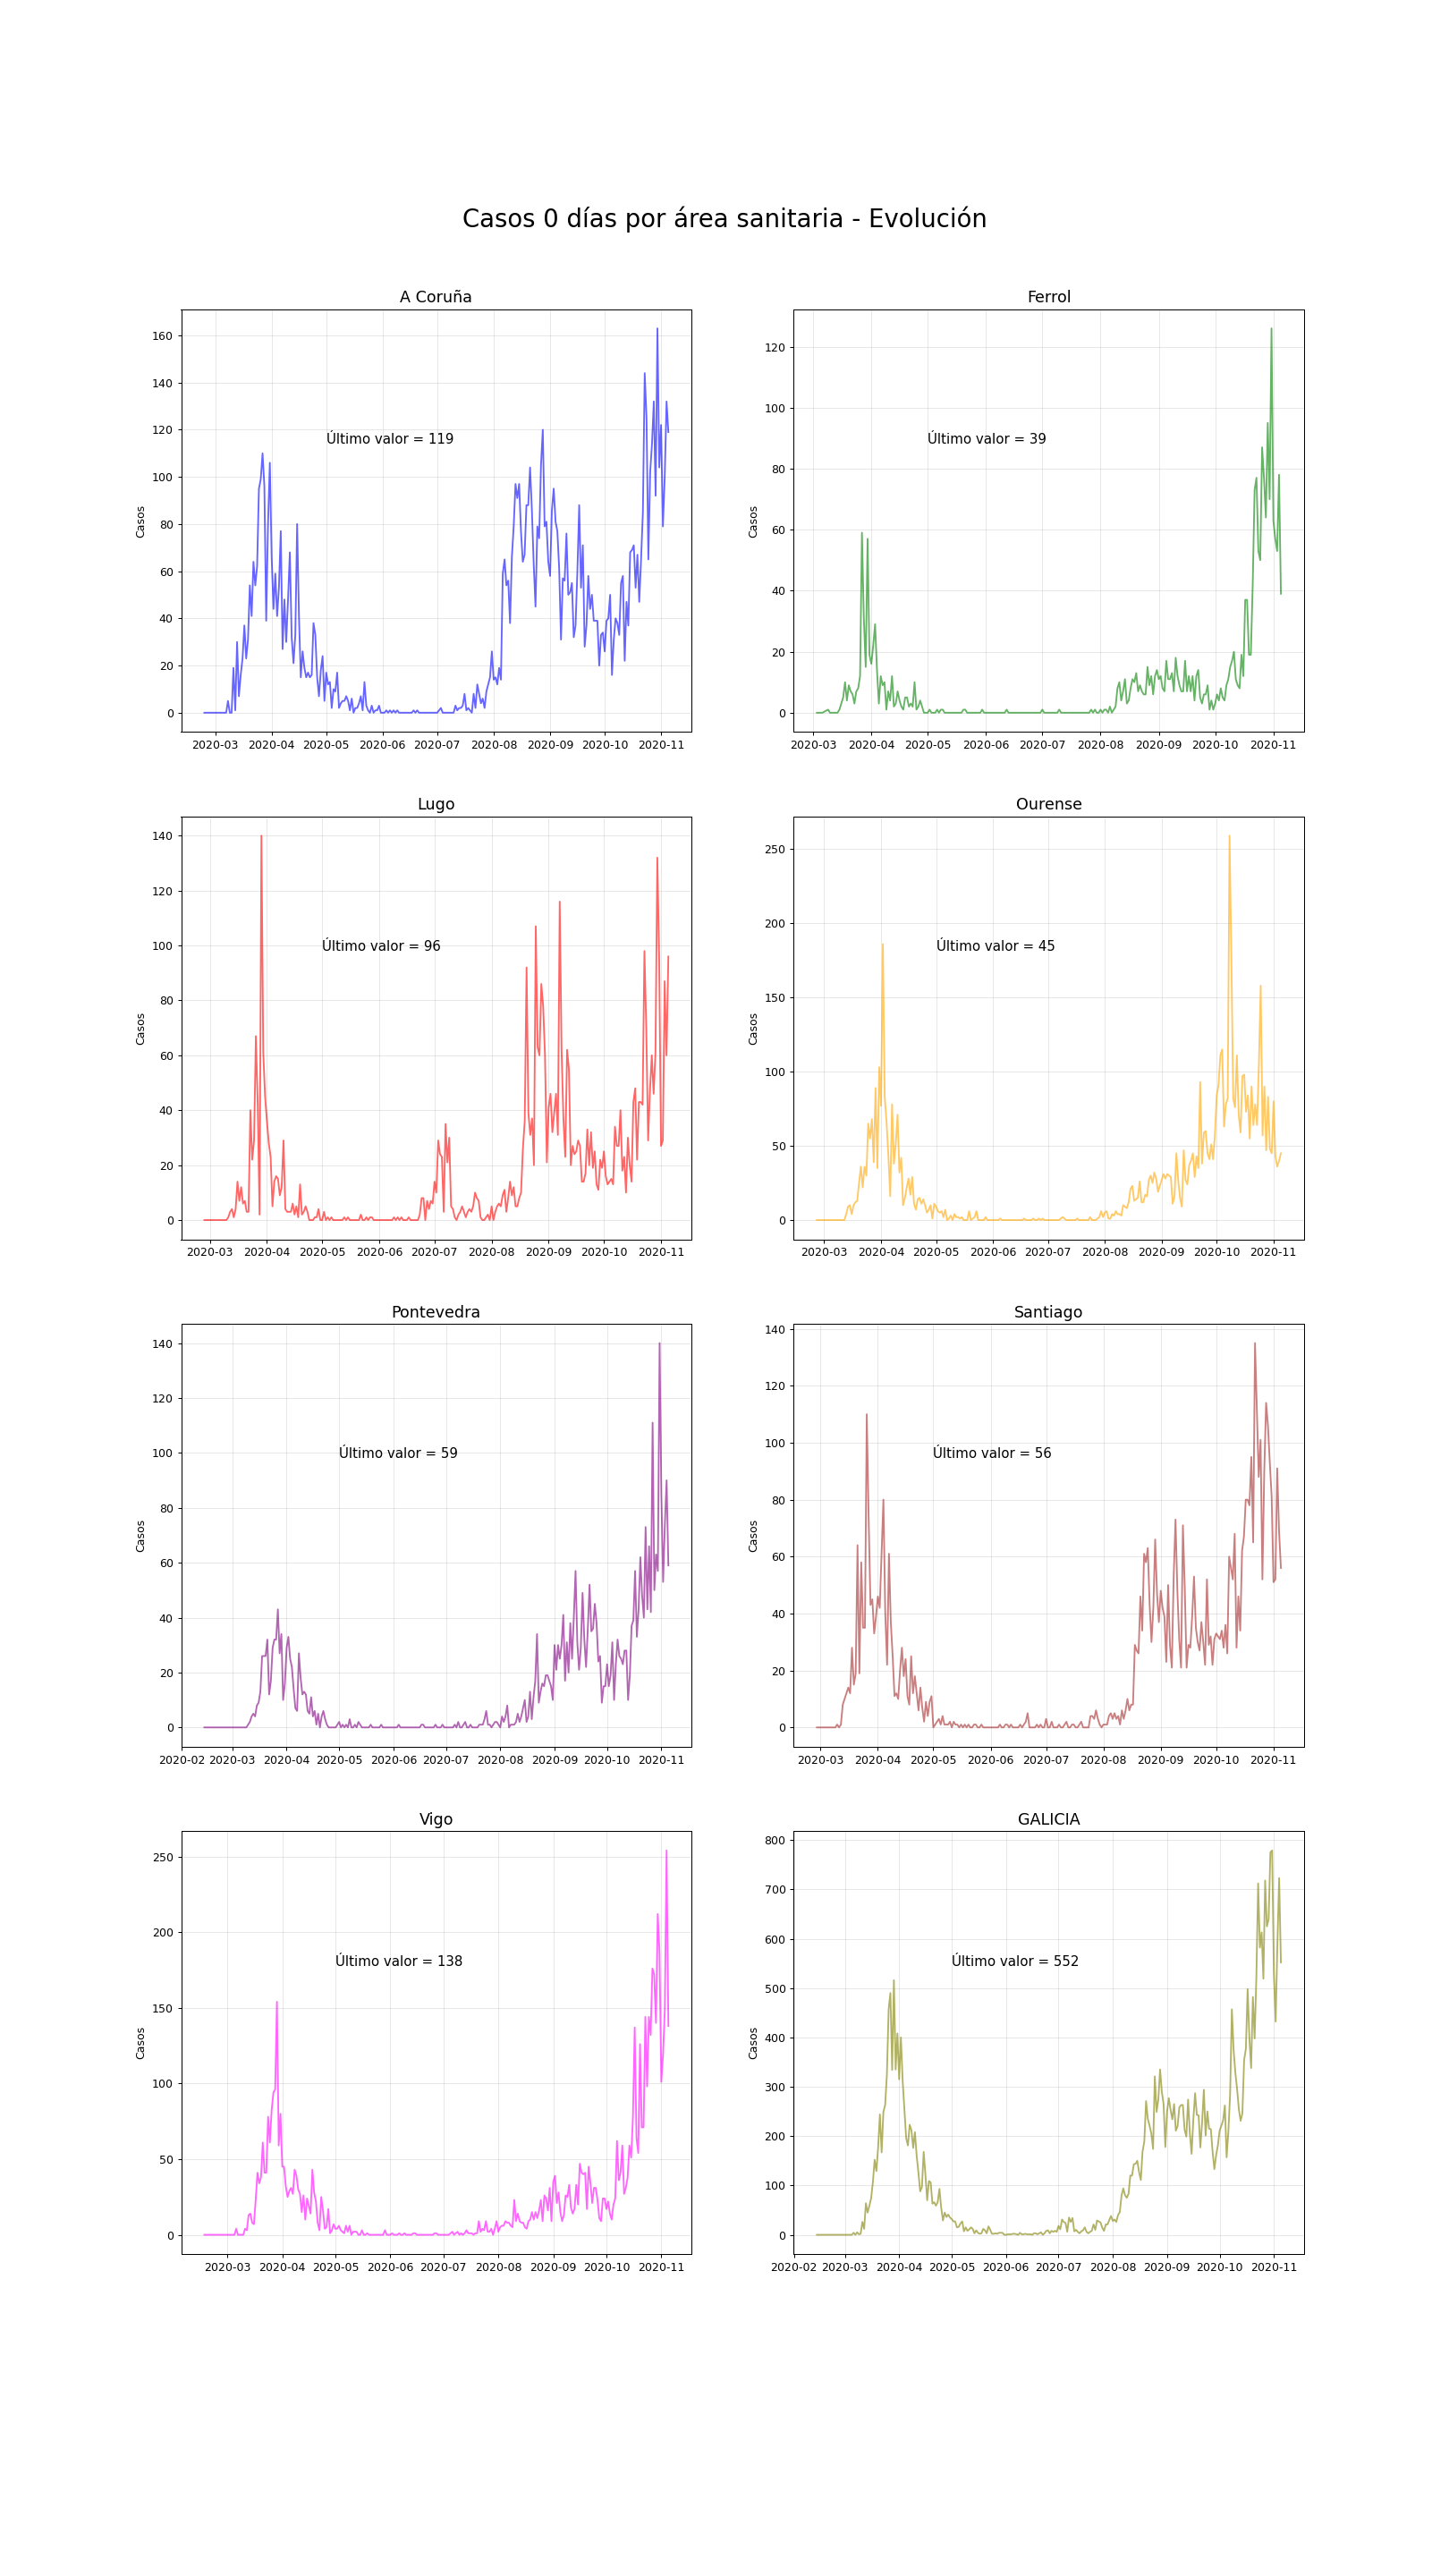 Casos 0 días por área sanitaria - Evolución
A Coruña
160
140
120
100
80
60
40
20
0
Casos
Último valor = 119
2020-03 2020-04 2020-05 2020-06 2020-07 2020-08 2020-09 2020-10 2020-11
Ferrol
120
100
80
60
40
20
0
Casos
Último valor = 39
2020-03 2020-04 2020-05 2020-06 2020-07 2020-08 2020-09 2020-10 2020-11
Lugo
140
120
100
80
60
40
20
0
Casos
Último valor = 96
2020-03 2020-04 2020-05 2020-06 2020-07 2020-08 2020-09 2020-10 2020-11
Ourense
250
200
150
100
50
0
Casos
Último valor = 45
2020-03 2020-04 2020-05 2020-06 2020-07 2020-08 2020-09 2020-10 2020-11
Pontevedra
140
120
100
80
60
40
20
0
Casos
Último valor = 59
2020-02 2020-03 2020-04 2020-05 2020-06 2020-07 2020-08 2020-09 2020-10 2020-11
Santiago
140
120
100
80
60
40
20
0
Casos
Último valor = 56
2020-03 2020-04 2020-05 2020-06 2020-07 2020-08 2020-09 2020-10 2020-11
Vigo
250
200
150
100
50
0
Casos
Último valor = 138
2020-03 2020-04 2020-05 2020-06 2020-07 2020-08 2020-09 2020-10 2020-11
GALICIA
800
700
600
500
400
300
200
100
0
Casos
Último valor = 552
2020-02 2020-03 2020-04 2020-05 2020-06 2020-07 2020-08 2020-09 2020-10 2020-11